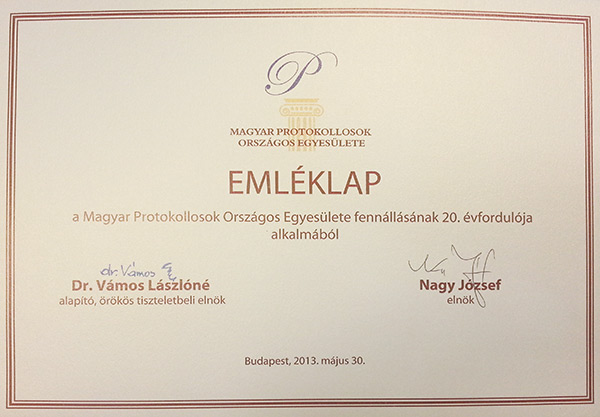 P
MAGYAR PROTOKOLLOSOK
ORSZÁGOS EGYESÜLETE
EMLÉKLAP
a Magyar Protokollosok Országos Egyesülete fennállásának 20. évfordulója
alkalmából
dr. Vámos
Dr. Vámos Lászlóné
alapító, örökös tiszteletbeli elnök
Nagy József
elnök
Budapest, 2013. május 30.